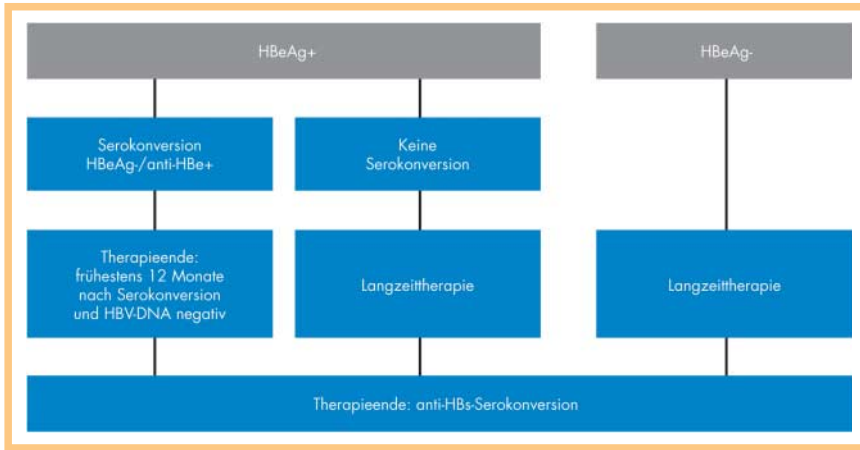 HBeAg+
HBeAg-
Serokonversion
HBeAg-/anti-HBe+
Keine
Serokonversion
Therapieende:
frühestens 12 Monate
nach Serokonversion
und HBV-DNA negativ
Langzeittherapie
Langzeittherapie
Therapieende: anti-HBs-Serokonversion